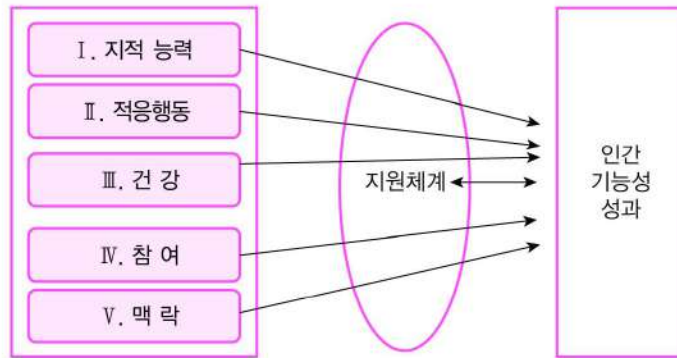 Ⅰ. 지적 능력
Ⅱ. 적응행동
Ⅲ. 건 강
Ⅳ. 참 여
Ⅴ. 맥 락
지원체계
인간
기능성
성과